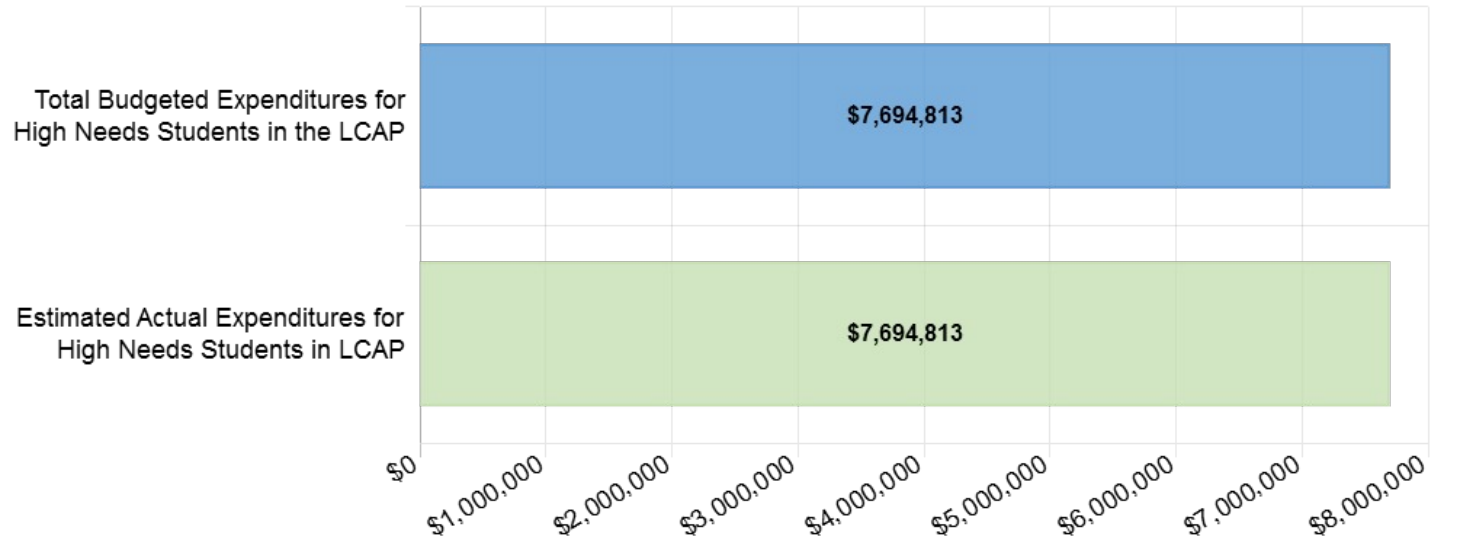 Total Budgeted Expenditures for
High Needs Students in the LCAP
$7,694,813
Estimated Actual Expenditures for
High Needs Students in LCAP
$7,694,813
$0
$1,000,000
$2,000,000
$3,000,000
$4,000,000
$5,000,000
$6,000,000
$7,000,000
$8,000,000